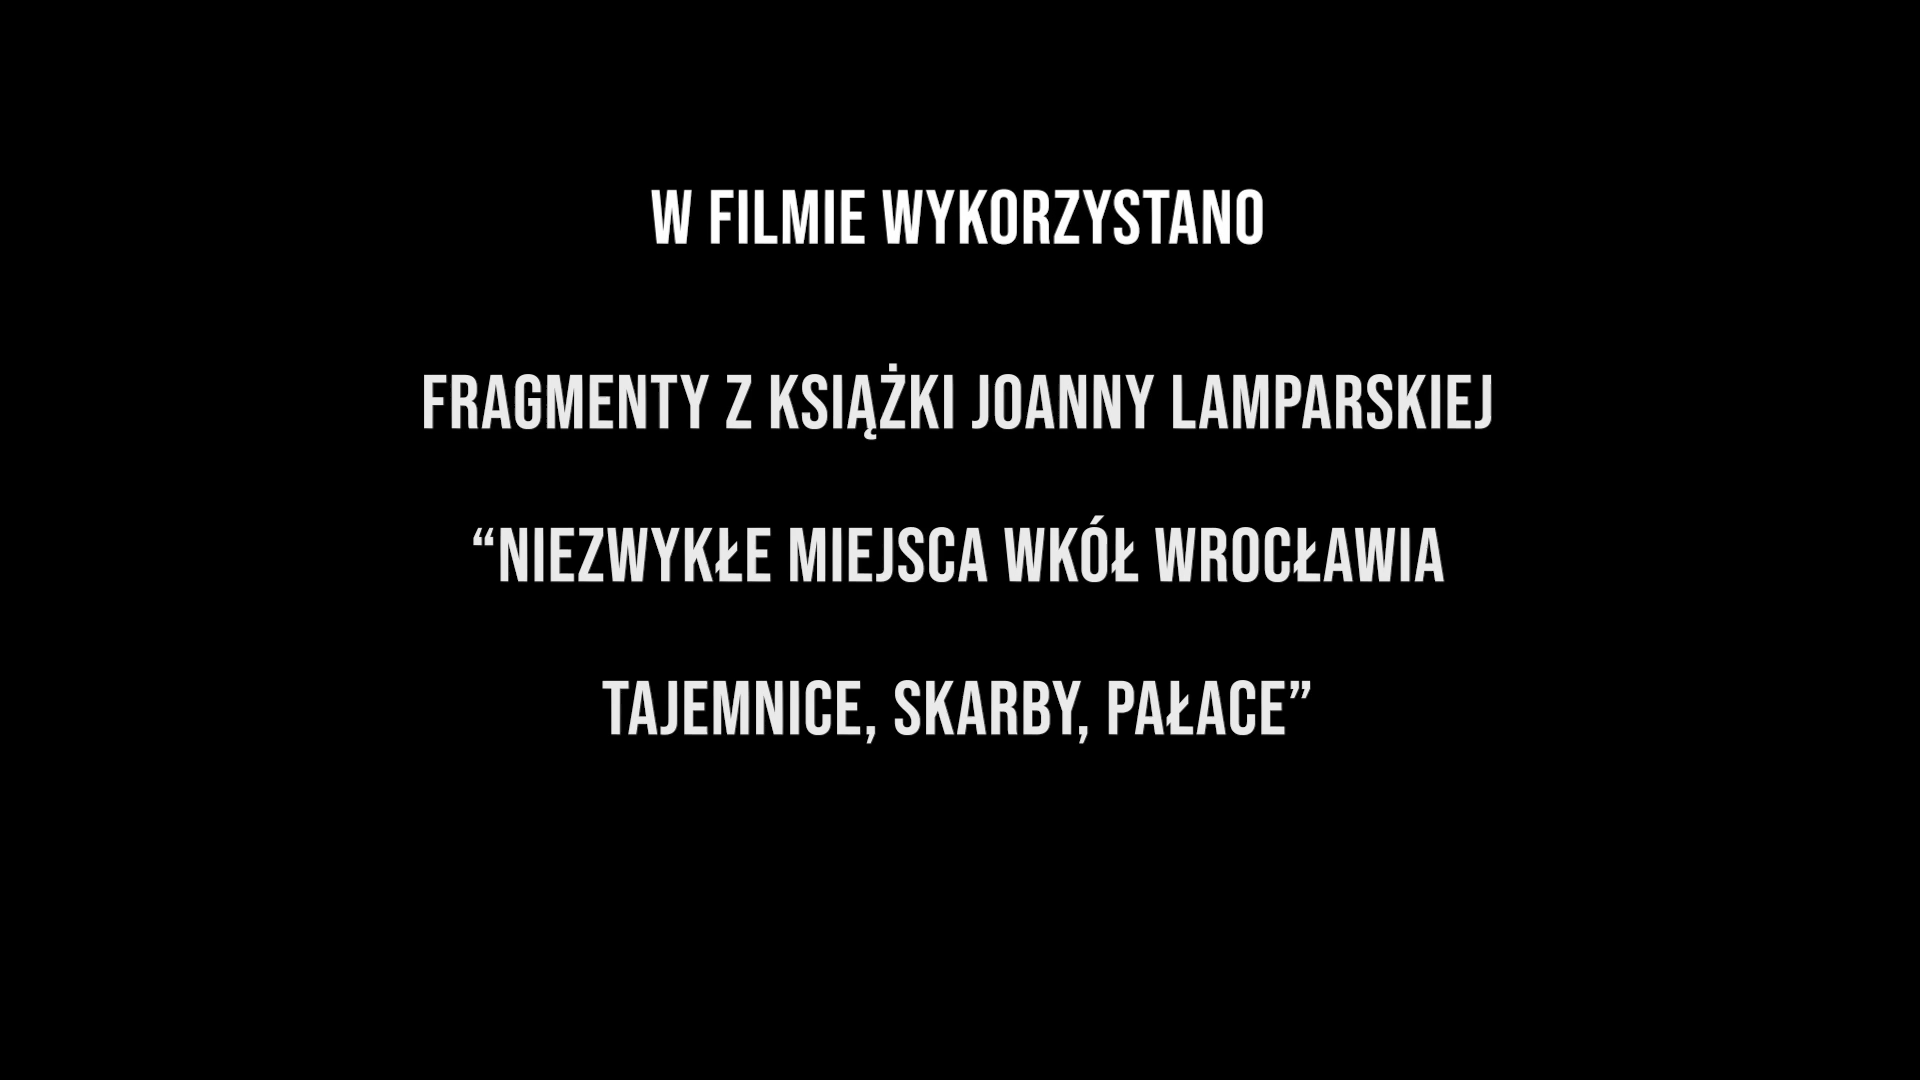 W FILMIE WYKORZYSTANO
FRAGMENTY Z KSIĄŻKI JOANNY LAMPARSKIEJ
“NIEZWYKŁE MIEJSCA WKÓŁ WROCŁAWIA
TAJEMNICE, SKARBY, PAŁACE”